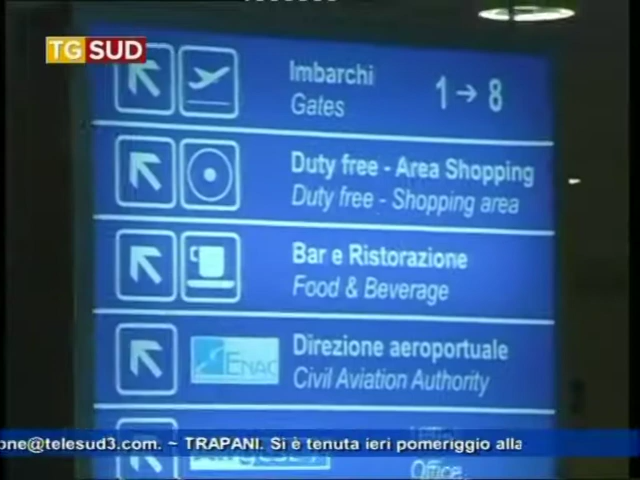 TG SUD
Imbarchi 1 → 8
Gates
Duty free - Area Shopping
Duty free - Shopping area
Bar e Ristorazione
Food & Beverage
Direzione aeroportuale
ENAC
Civil Aviation Authority
one@telesud3.com. ~ TRAPANI. Si è tenuta ieri pomeriggio alla
Office